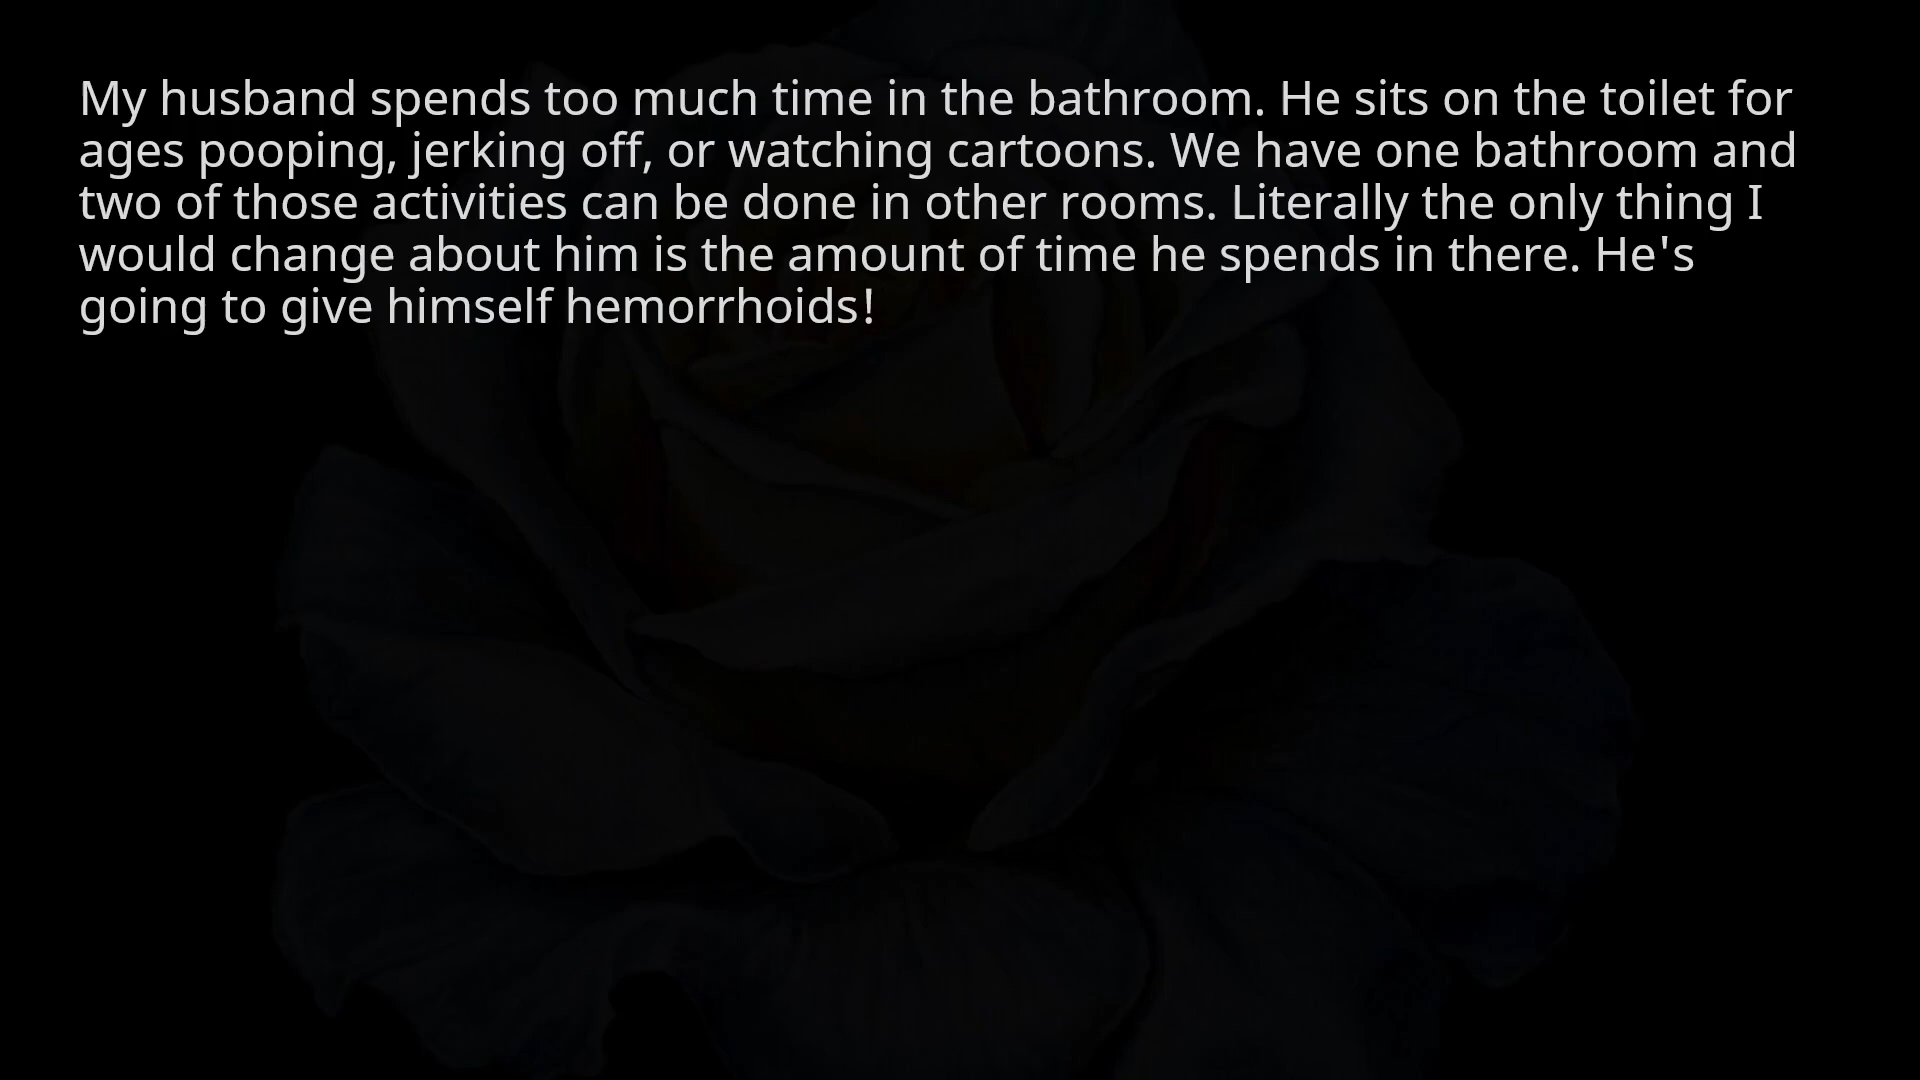 My husband spends too much time in the bathroom. He sits on the toilet for
ages pooping, jerking off, or watching cartoons. We have one bathroom and
two of those activities can be done in other rooms. Literally the only thing I
would change about him is the amount of time he spends in there. He's
going to give himself hemorrhoids!